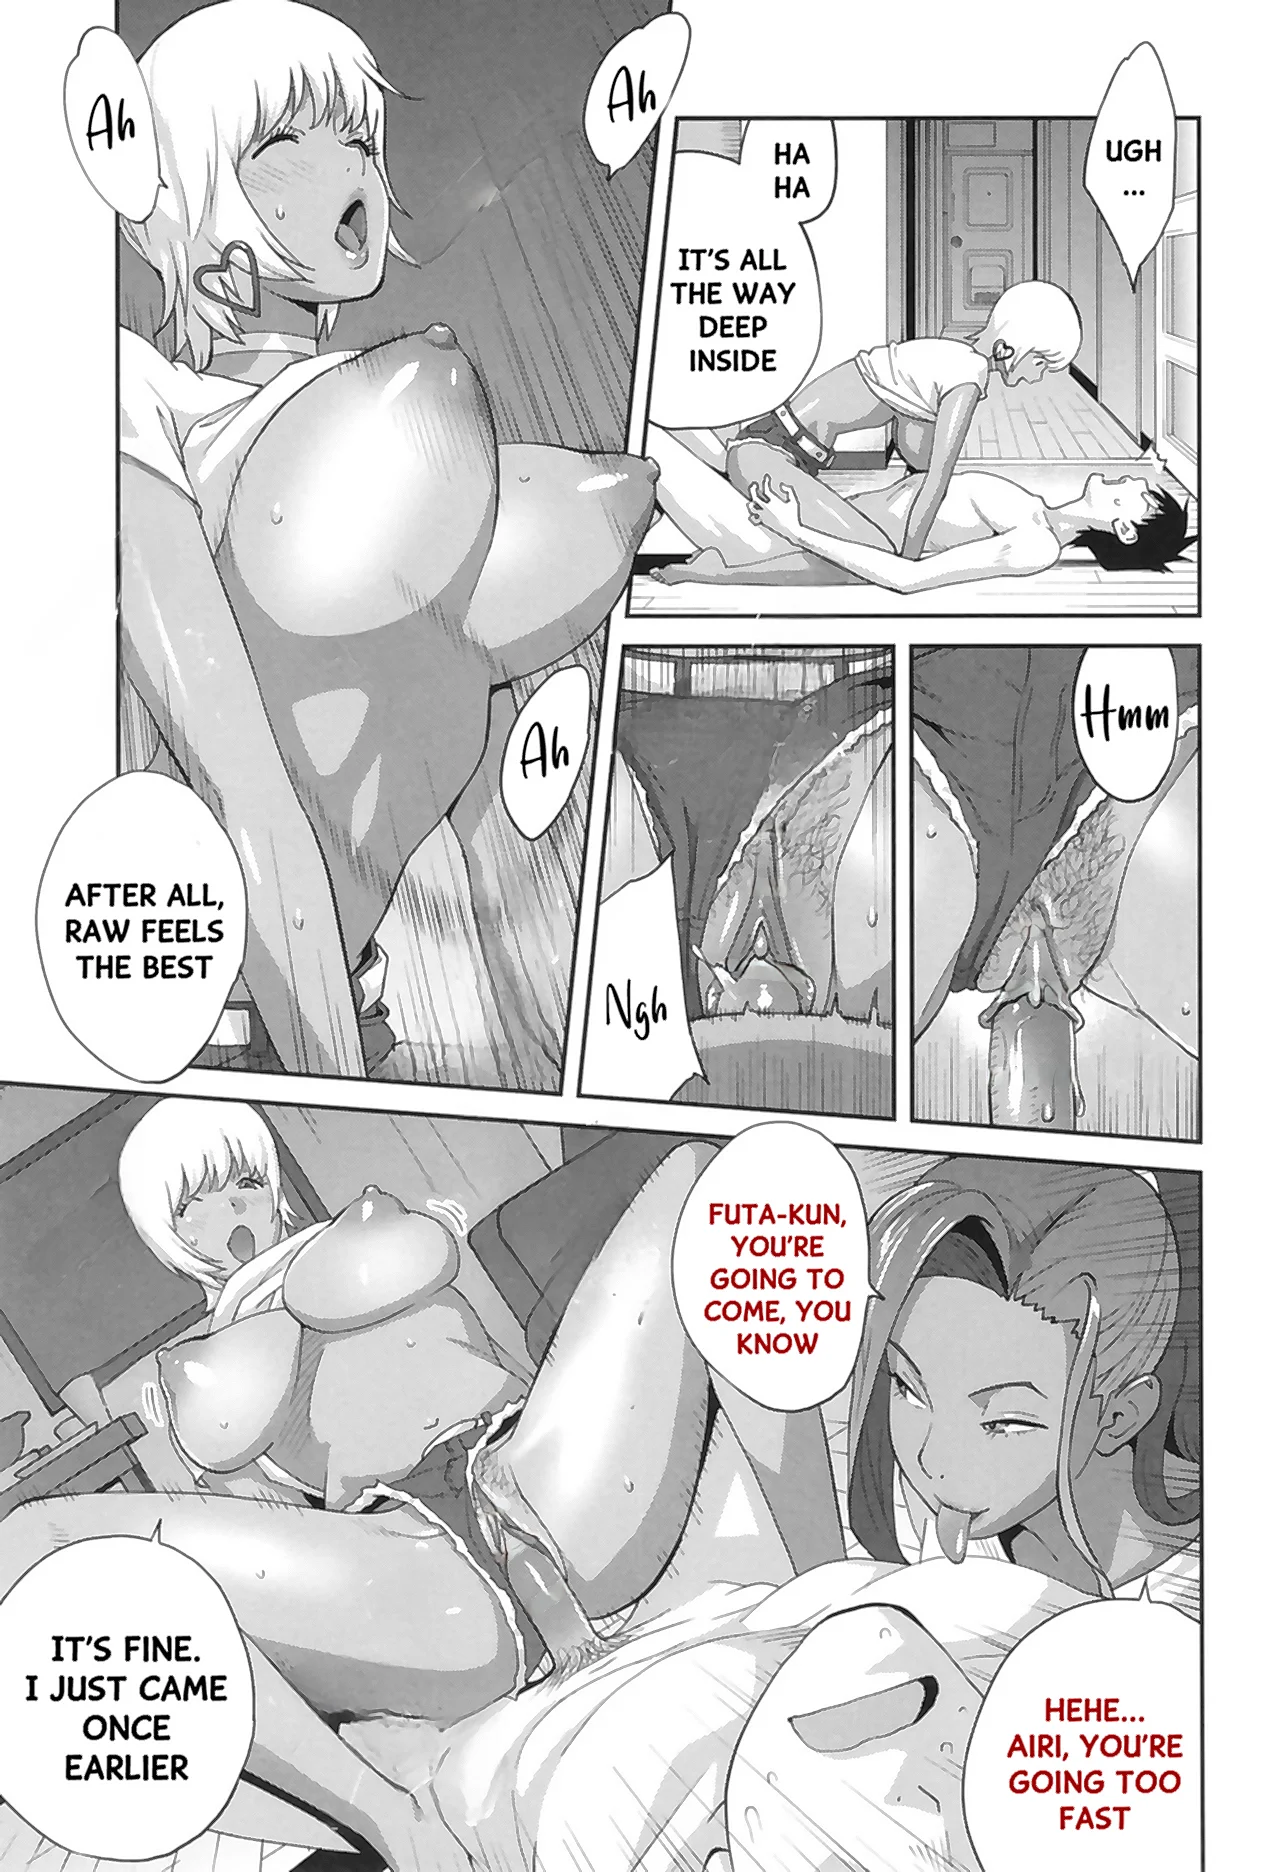 UGH
...
HA
HA
IT'S ALL
THE WAY
DEEP
INSIDE
Hmm
Ngh
Ah
Ah
Ah
AFTER ALL,
RAW FEELS
THE BEST
FUTA-KUN,
YOU'RE
GOING TO
COME, YOU
KNOW
HEHE...
AIRI, YOU'RE
GOING TOO
FAST
IT'S FINE.
I JUST CAME
ONCE
EARLIER